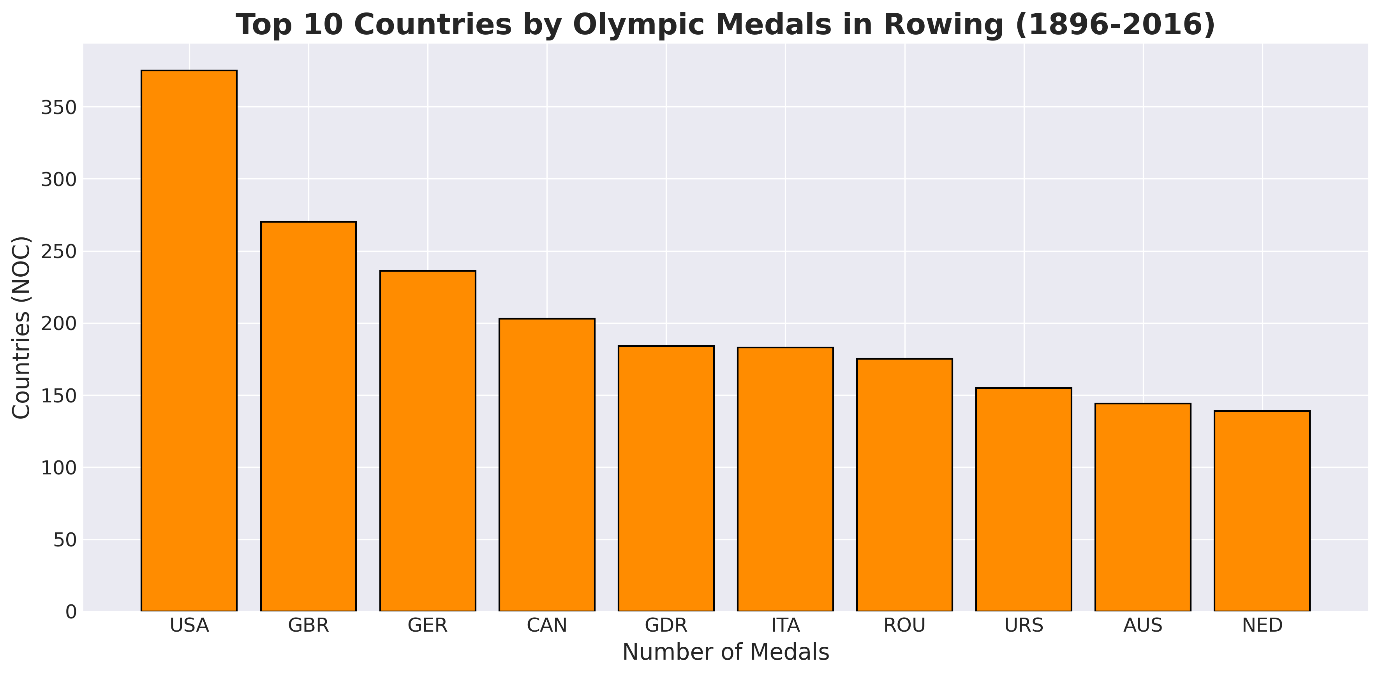 Top 10 Countries by Olympic Medals in Rowing (1896-2016)
Countries (NOC)
350
300
250
200
150
100
50
0
USA GBR GER CAN GDR ITA ROU URS AUS NED
Number of Medals